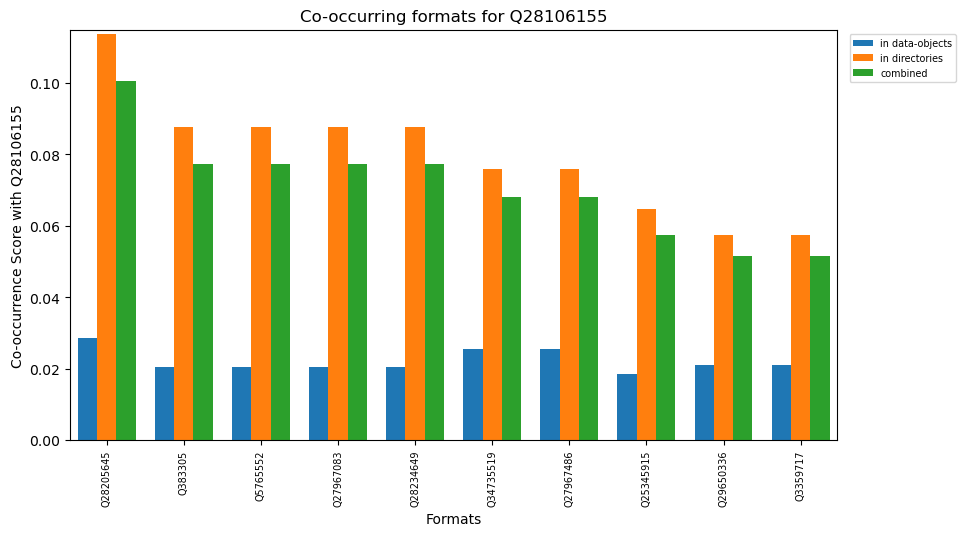 Co-occurring formats for Q28106155
in data-objects
in directories
combined
Co-occurrence Score with Q28106155
0.10
0.08
0.06
0.04
0.02
0.00
Q28205645
Q383305
Q5765552
Q27967083
Q28234649
Q34735519
Q27967486
Q25345915
Q29650336
Q3359717
Formats